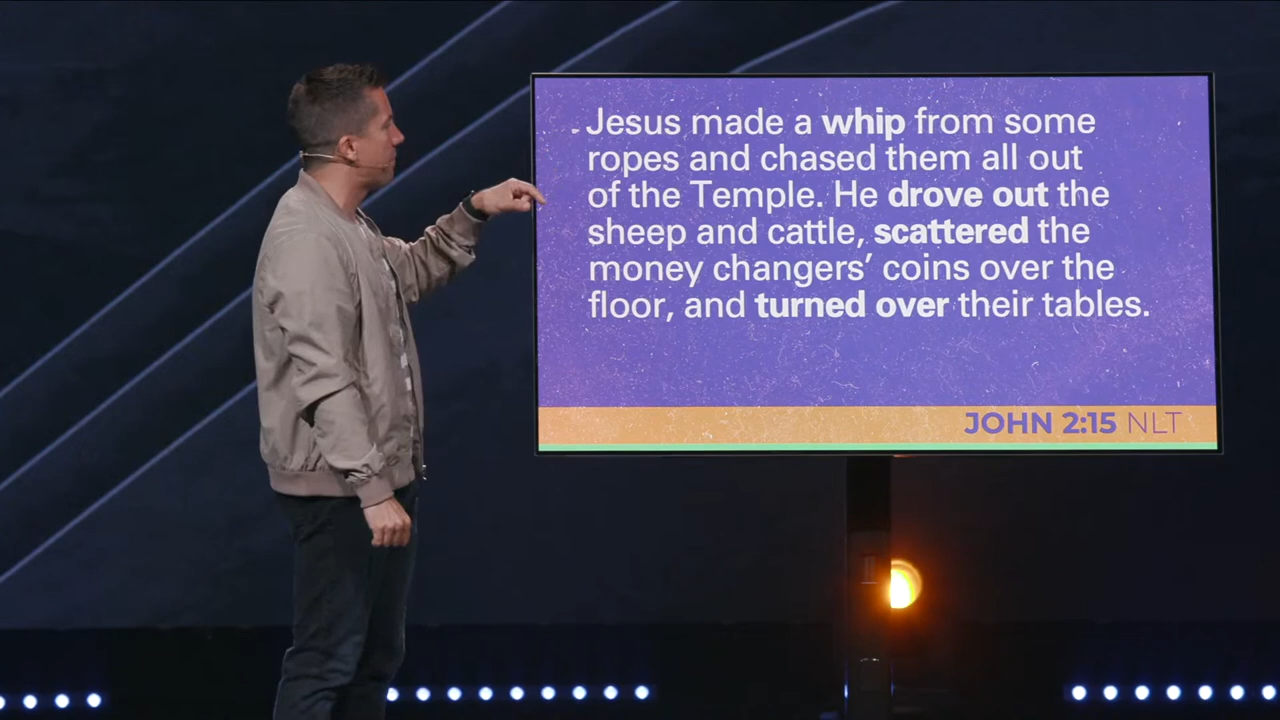 Jesus made a whip from some
ropes and chased them all out
of the Temple. He drove out the
sheep and cattle, scattered the
money changers’ coins over the
floor, and turned over their tables.
JOHN 2:15 NLT